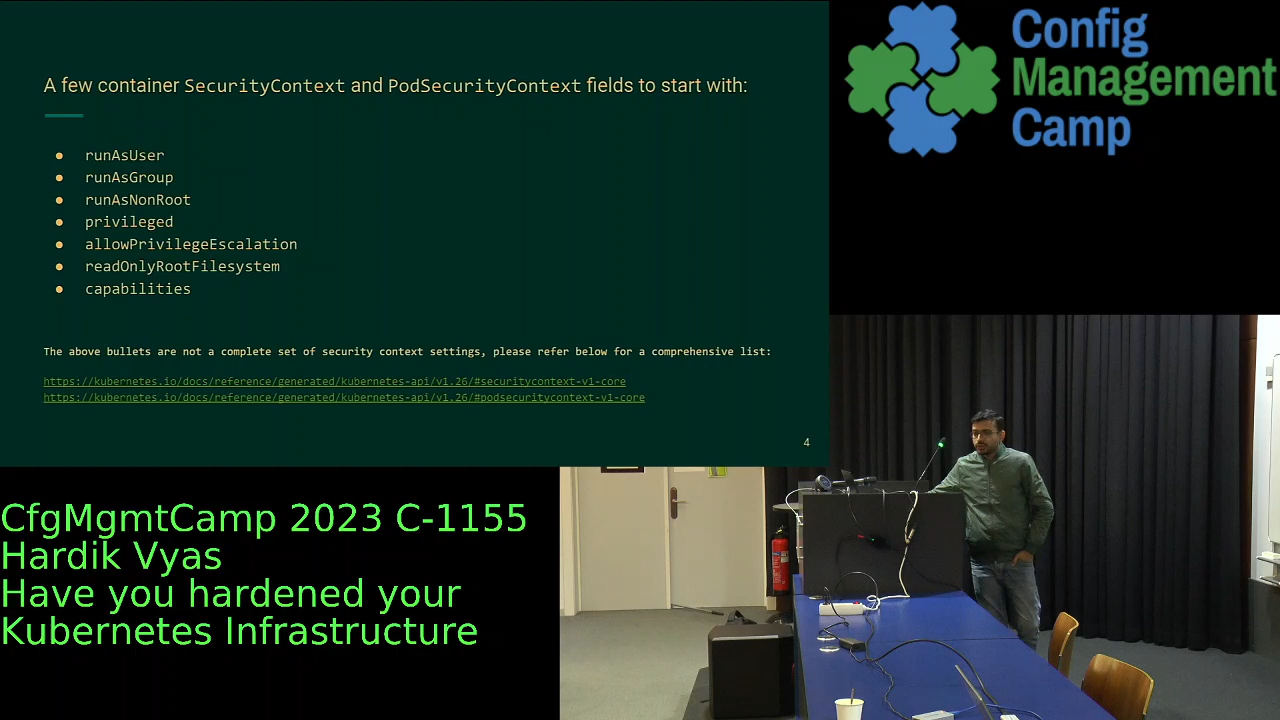 A few container SecurityContext and PodSecurityContext fields to start with:
● runAsUser
● runAsGroup
● runAsNonRoot
● privileged
● allowPrivilegeEscalation
● readOnlyRootFilesystem
● capabilities
The above bullets are not a complete set of security context settings, please refer below for a comprehensive list:
https://kubernetes.io/docs/reference/generated/kubernetes-api/v1.26/#securitycontext-v1-core
https://kubernetes.io/docs/reference/generated/kubernetes-api/v1.26/#podsecuritycontext-v1-core
4
Config
Management
Camp
CfgMgmtCamp 2023 C-1155
Hardik Vyas
Have you hardened your
Kubernetes Infrastructure